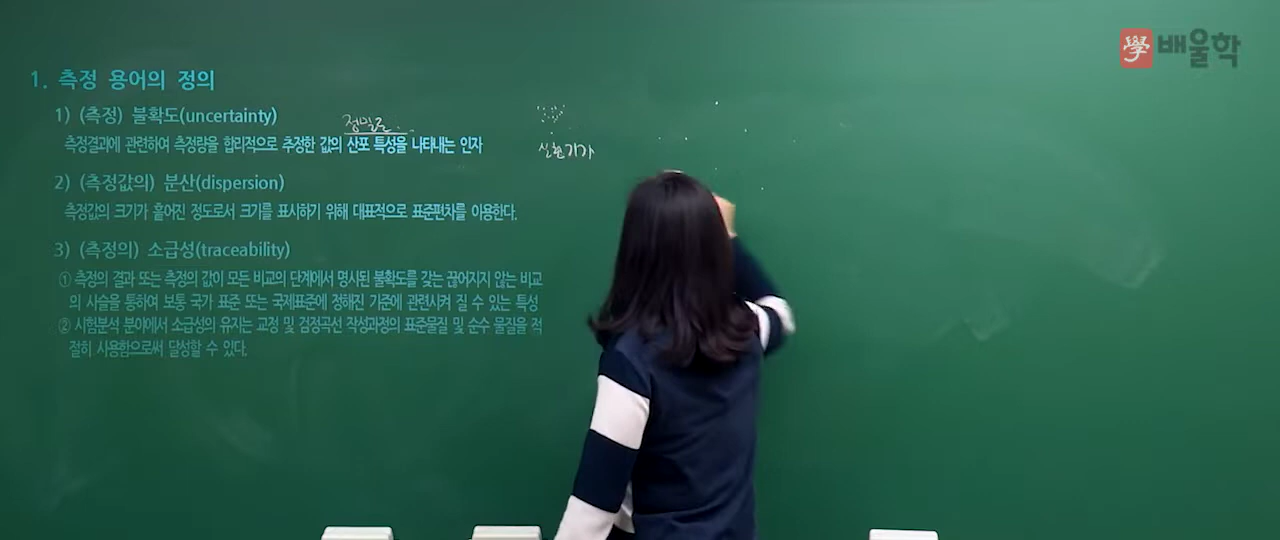 學 배울학
1. 측정 용어의 정의
1) (측정) 불확도(uncertainty)
정밀도
측정결과에 관련하여 측정량을 합리적으로 추정한 값의 산포 특성을 나타내는 인자
실험기기
2) (측정값의) 분산(dispersion)
측정값의 크기가 흩어진 정도로서 크기를 표시하기 위해 대표적으로 표준편차를 이용한다.
3) (측정의) 소급성(traceability)
① 측정의 결과 또는 측정의 값이 모든 비교의 단계에서 명시된 불확도를 갖는 끊어지지 않는 비교
의 사슬을 통하여 보통 국가 표준 또는 국제표준에 정해진 기준에 관련시켜 질 수 있는 특성
② 시험분석 분야에서 소급성의 유지는 교정 및 검정곡선 작성과정의 표준물질 및 순수 물질을 적
절히 사용함으로써 달성할 수 있다.